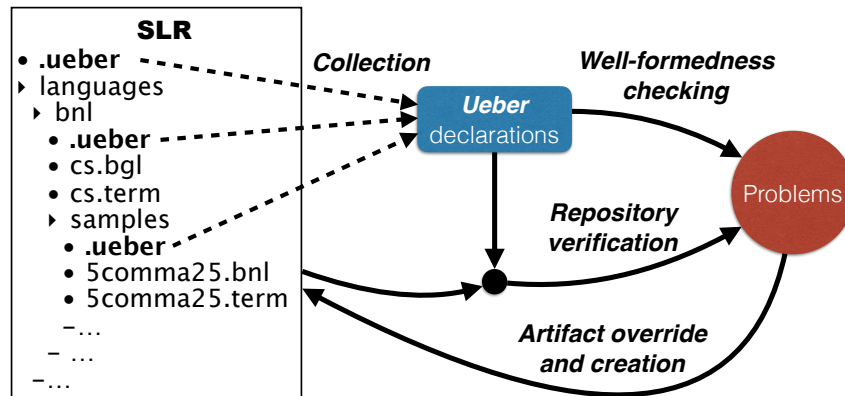 SLR
• .ueber
▸ languages
▸ bnl
• .ueber
• cs.bgl
• cs.term
▸ samples
• .ueber
• 5comma25.bnl
• 5comma25.term
–...
– ...
–...
Collection
Ueber
declarations
Well-formedness
checking
Problems
Repository
verification
Artifact override
and creation